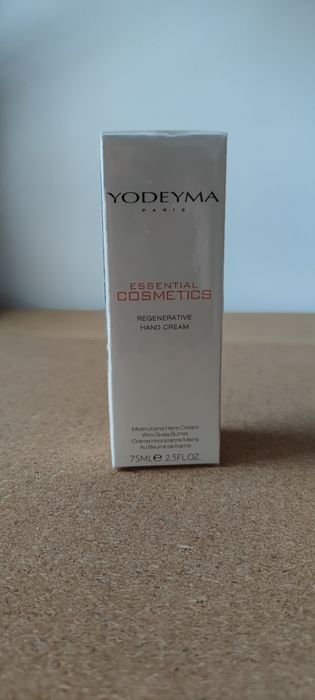 YODEYMA
PARIS
ESSENTIAL
COSMETICS
REGENERATIVE
HAND CREAM
Moisturizing Hand Cream
With Shea Butter
Crème Hydratante Mains
Au Beurre de Karité
75ML℮ 2.5FL.OZ.